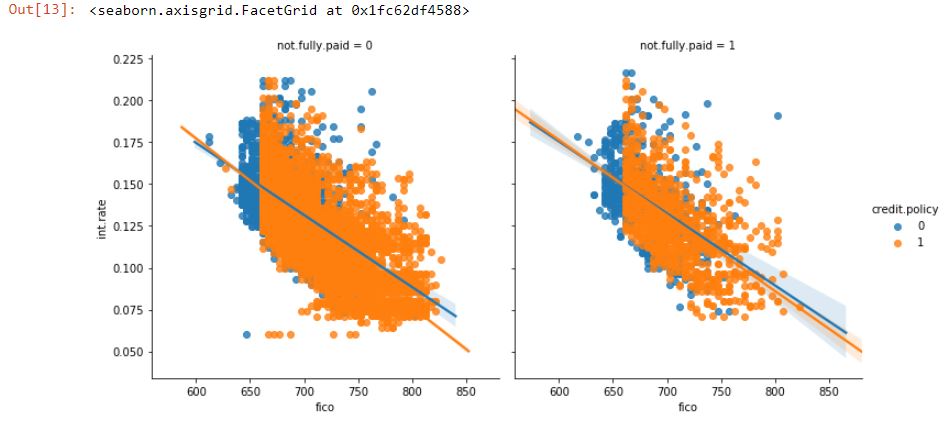 Out[13]: <seaborn.axisgrid.FacetGrid at 0x1fc62df4588>
not.fully.paid = 0
not.fully.paid = 1
0.225
0.200
0.175
0.150
0.125
0.100
0.075
0.050
int.rate
600 650 700 750 800 850
fico
600 650 700 750 800 850
fico
credit.policy
0
1